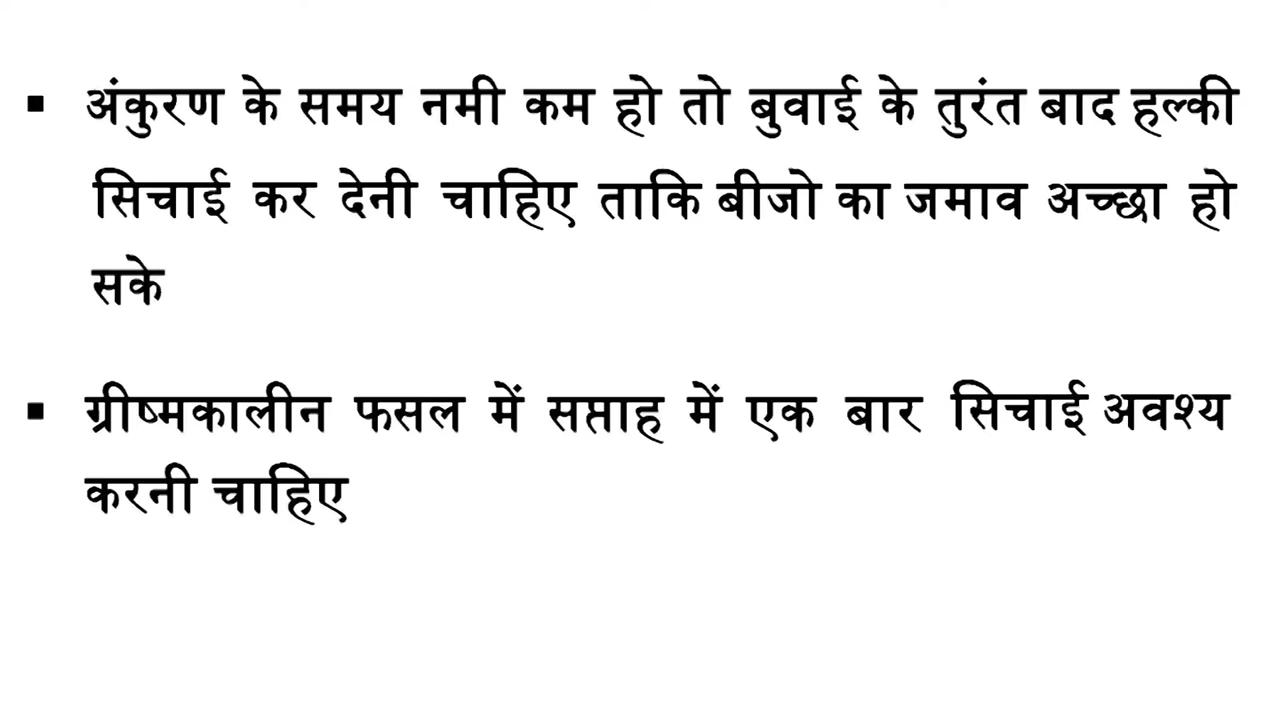 ▪ अंकुरण के समय नमी कम हो तो बुवाई के तुरंत बाद हल्की
सिचाई कर देनी चाहिए ताकि बीजो का जमाव अच्छा हो
सके
▪ ग्रीष्मकालीन फसल में सप्ताह में एक बार सिचाई अवश्य
करनी चाहिए